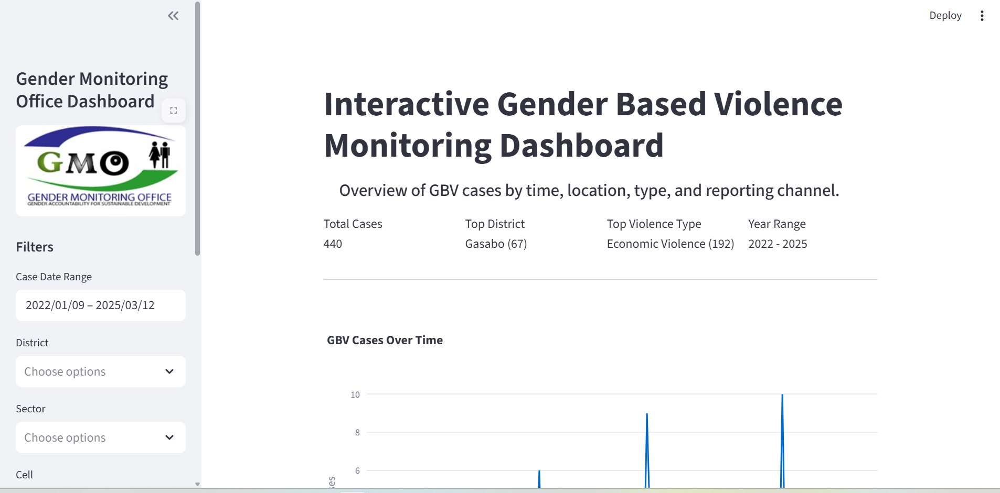 Gender Monitoring
Office Dashboard
GMO
GENDER MONITORING OFFICE
GENDER ACCOUNTABILITY FOR SUSTAINABLE DEVELOPMENT
Filters
Case Date Range
2022/01/09 – 2025/03/12
District
Choose options
Sector
Choose options
Cell
Deploy
Interactive Gender Based Violence
Monitoring Dashboard
Overview of GBV cases by time, location, type, and reporting channel.
Total Cases
440
Top District
Gasabo (67)
Top Violence Type
Economic Violence (192)
Year Range
2022 - 2025
GBV Cases Over Time
10
8
6